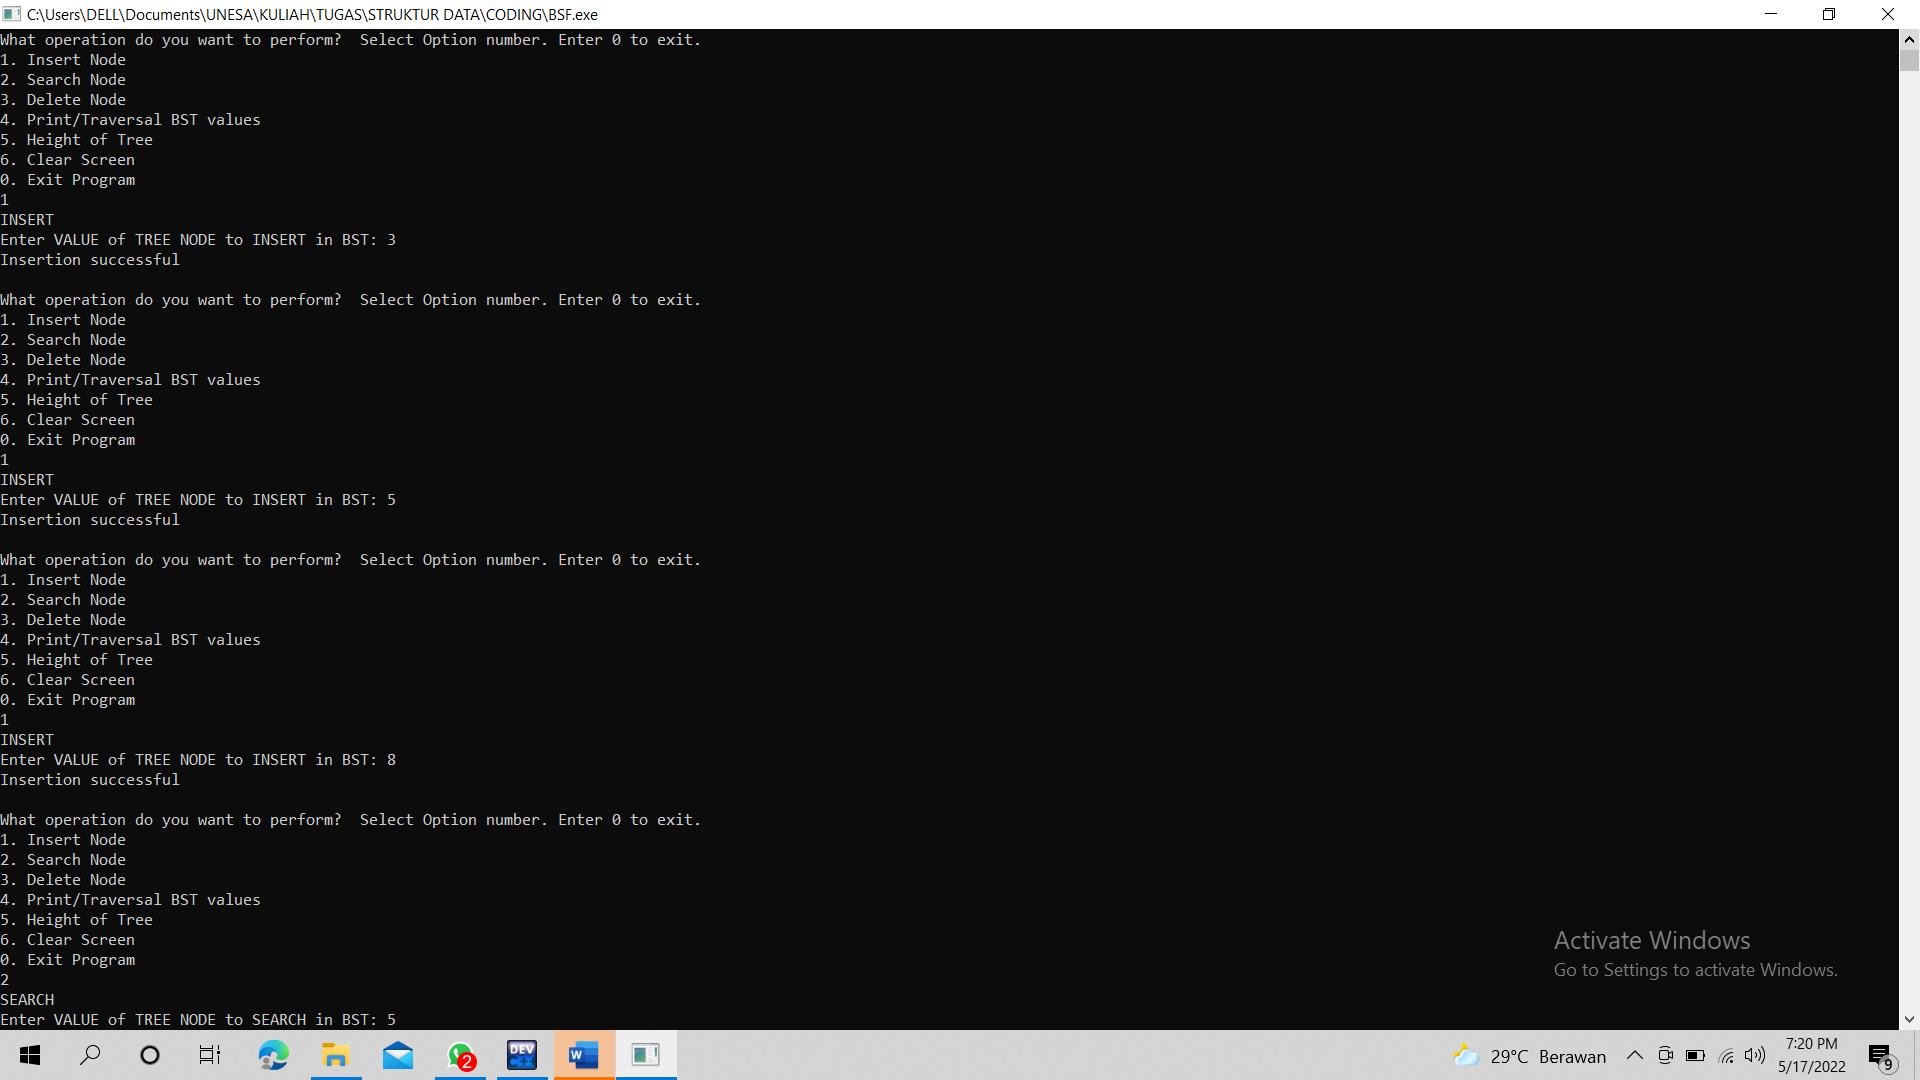 C:\Users\DELL\Documents\UNESA\KULIAH\TUGAS\STRUKTUR DATA\CODING\BSF.exe
What operation do you want to perform?  Select Option number. Enter 0 to exit.
1. Insert Node
2. Search Node
3. Delete Node
4. Print/Traversal BST values
5. Height of Tree
6. Clear Screen
0. Exit Program
1
INSERT
Enter VALUE of TREE NODE to INSERT in BST: 3
Insertion successful
What operation do you want to perform?  Select Option number. Enter 0 to exit.
1. Insert Node
2. Search Node
3. Delete Node
4. Print/Traversal BST values
5. Height of Tree
6. Clear Screen
0. Exit Program
1
INSERT
Enter VALUE of TREE NODE to INSERT in BST: 5
Insertion successful
What operation do you want to perform?  Select Option number. Enter 0 to exit.
1. Insert Node
2. Search Node
3. Delete Node
4. Print/Traversal BST values
5. Height of Tree
6. Clear Screen
0. Exit Program
1
INSERT
Enter VALUE of TREE NODE to INSERT in BST: 8
Insertion successful
What operation do you want to perform?  Select Option number. Enter 0 to exit.
1. Insert Node
2. Search Node
3. Delete Node
4. Print/Traversal BST values
5. Height of Tree
6. Clear Screen
0. Exit Program
2
SEARCH
Enter VALUE of TREE NODE to SEARCH in BST: 5
Activate Windows
Go to Settings to activate Windows.
2
DEV
W
29°C Berawan
7:20 PM
5/17/2022
9